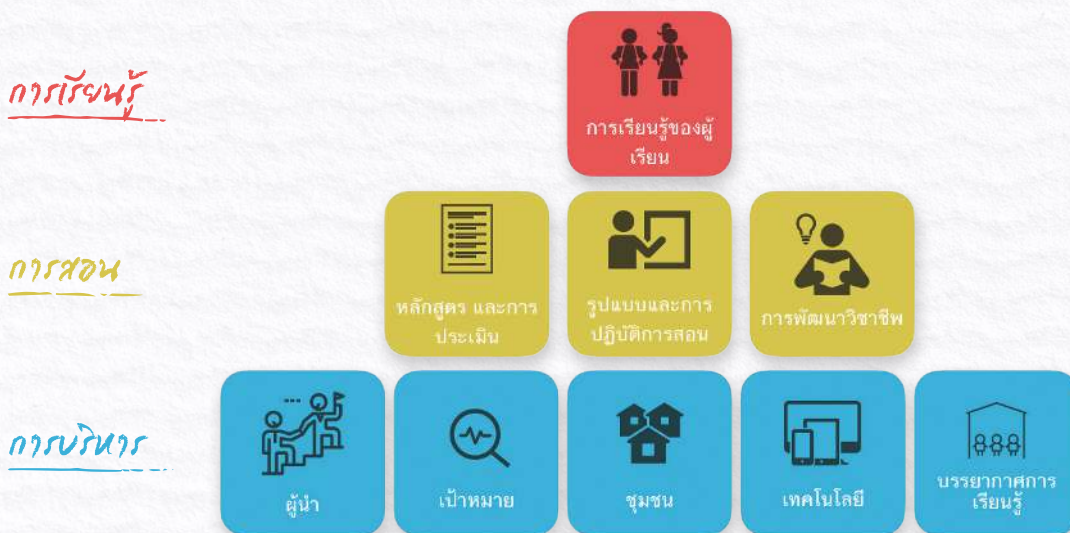 การเรียนรู้
การเรียนรู้ของผู้
เรียน
การสอน
หลักสูตร และการ
ประเมิน
รูปแบบและการ
ปฏิบัติการสอน
การพัฒนาวิชาชีพ
การบริหาร
ผู้นำ
เป้าหมาย
ชุมชน
เทคโนโลยี
บรรยากาศการ
เรียนรู้